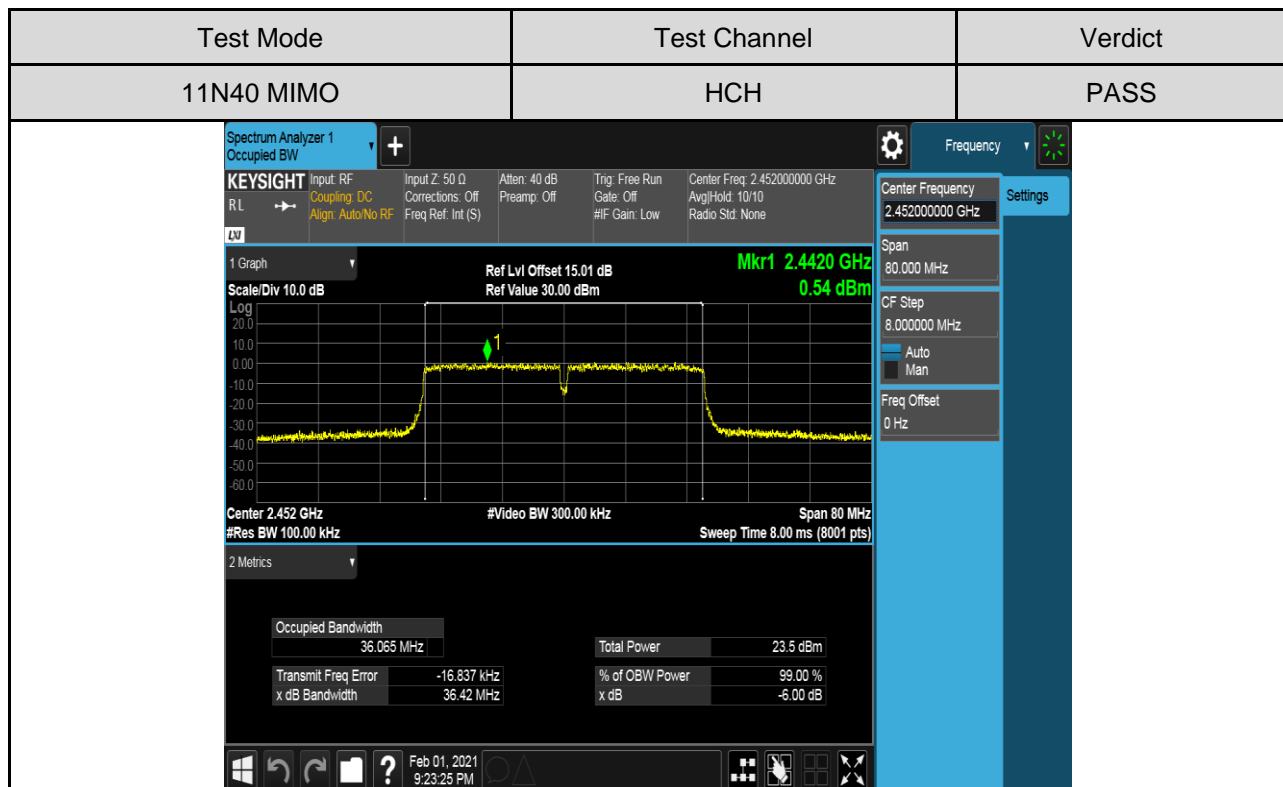 Test Mode Test Channel Verdict
11N40 MIMO HCH PASS
Spectrum Analyzer 1
Occupied BW
+
Frequency
KEYSIGHT
RL
LXI
Input: RF
Coupling: DC
Align: Auto/No RF
Input Z: 50 Ω
Corrections: Off
Freq Ref: Int (S)
Atten: 40 dB
Preamp: Off
Trig: Free Run
Gate: Off
#IF Gain: Low
Center Freq: 2.452000000 GHz
Avg|Hold: 10/10
Radio Std: None
Center Frequency
2.452000000 GHz
Settings
Span
80.000 MHz
CF Step
8.000000 MHz
Auto
Man
Freq Offset
0 Hz
1 Graph
Scale/Div 10.0 dB
Ref Lvl Offset 15.01 dB
Ref Value 30.00 dBm
Mkr1 2.4420 GHz
0.54 dBm
Log
20.0
10.0
0.00
-10.0
-20.0
-30.0
-40.0
-50.0
-60.0
1
Center 2.452 GHz #Video BW 300.00 kHz Span 80 MHz
#Res BW 100.00 kHz Sweep Time 8.00 ms (8001 pts)
2 Metrics
Occupied Bandwidth
36.065 MHz
Total Power 23.5 dBm
Transmit Freq Error -16.837 kHz
% of OBW Power 99.00 %
x dB Bandwidth 36.42 MHz
x dB -6.00 dB
?
Feb 01, 2021
9:23:25 PM